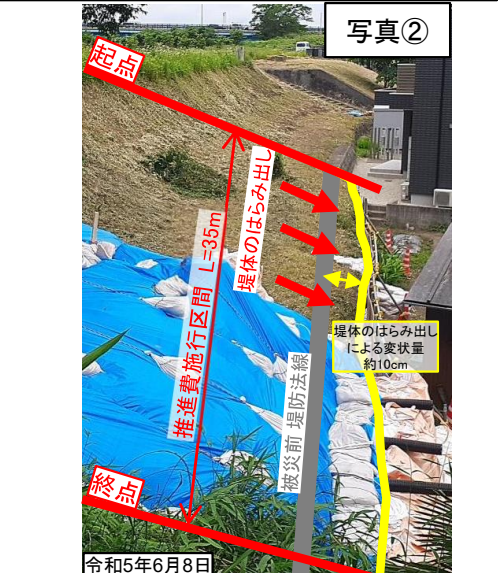 写真②
起点
堤体のはらみ出し
推進費施行区間 L=35m
堤体のはらみ出し
による変状量
約10cm
被災前 堤防法線
終点
令和5年6月8日